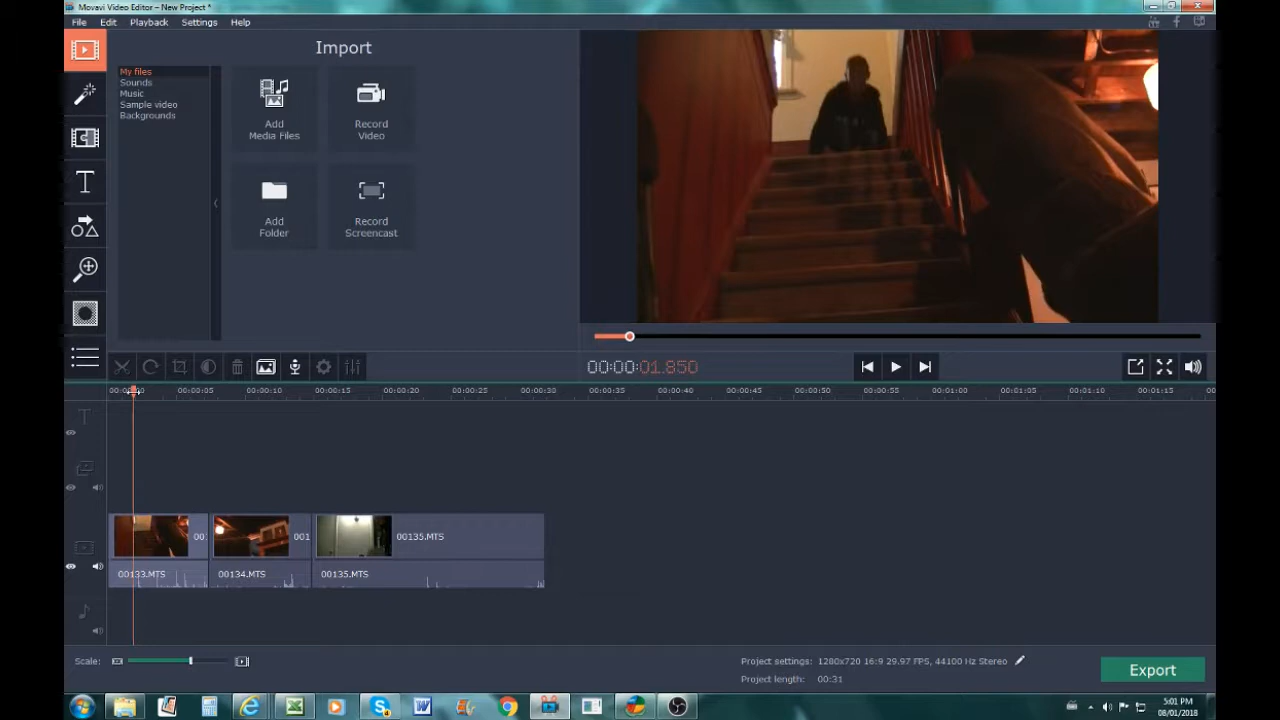 Movavi Video Editor – New Project *
File Edit Playback Settings Help
Import
My files
Sounds
Music
Sample video
Backgrounds
Add
Media Files
Record
Video
Add
Folder
Record
Screencast
00:00:01.850
00:00:05 00:00:10 00:00:15 00:00:20 00:00:25 00:00:30 00:00:35 00:00:40 00:00:45 00:00:50 00:00:55 00:01:00 00:01:05 00:01:10 00:01:15
00135.MTS
00133.MTS 00134.MTS 00135.MTS
Scale:
Project settings: 1280x720 16:9 29.97 FPS, 44100 Hz Stereo
Project length: 00:31
Export
5:01 PM
08/01/2018